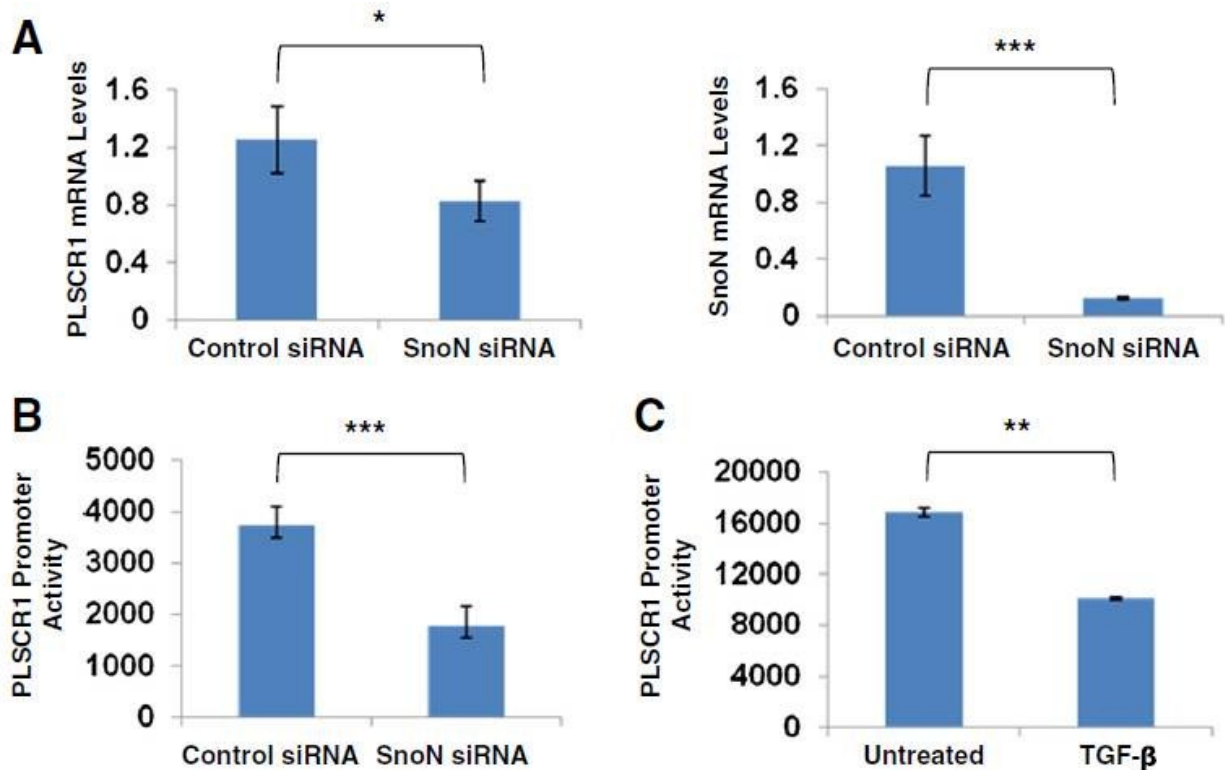 A
*
PLSCR1 mRNA Levels
1.6
1.2
0.8
0.4
0
Control siRNA
SnoN siRNA
***
SnoN mRNA Levels
1.6
1.2
0.8
0.4
0
Control siRNA
SnoN siRNA
B
***
PLSCR1 Promoter
Activity
5000
4000
3000
2000
1000
0
Control siRNA
SnoN siRNA
C
**
PLSCR1 Promoter
Activity
20000
16000
12000
8000
4000
0
Untreated
TGF-β